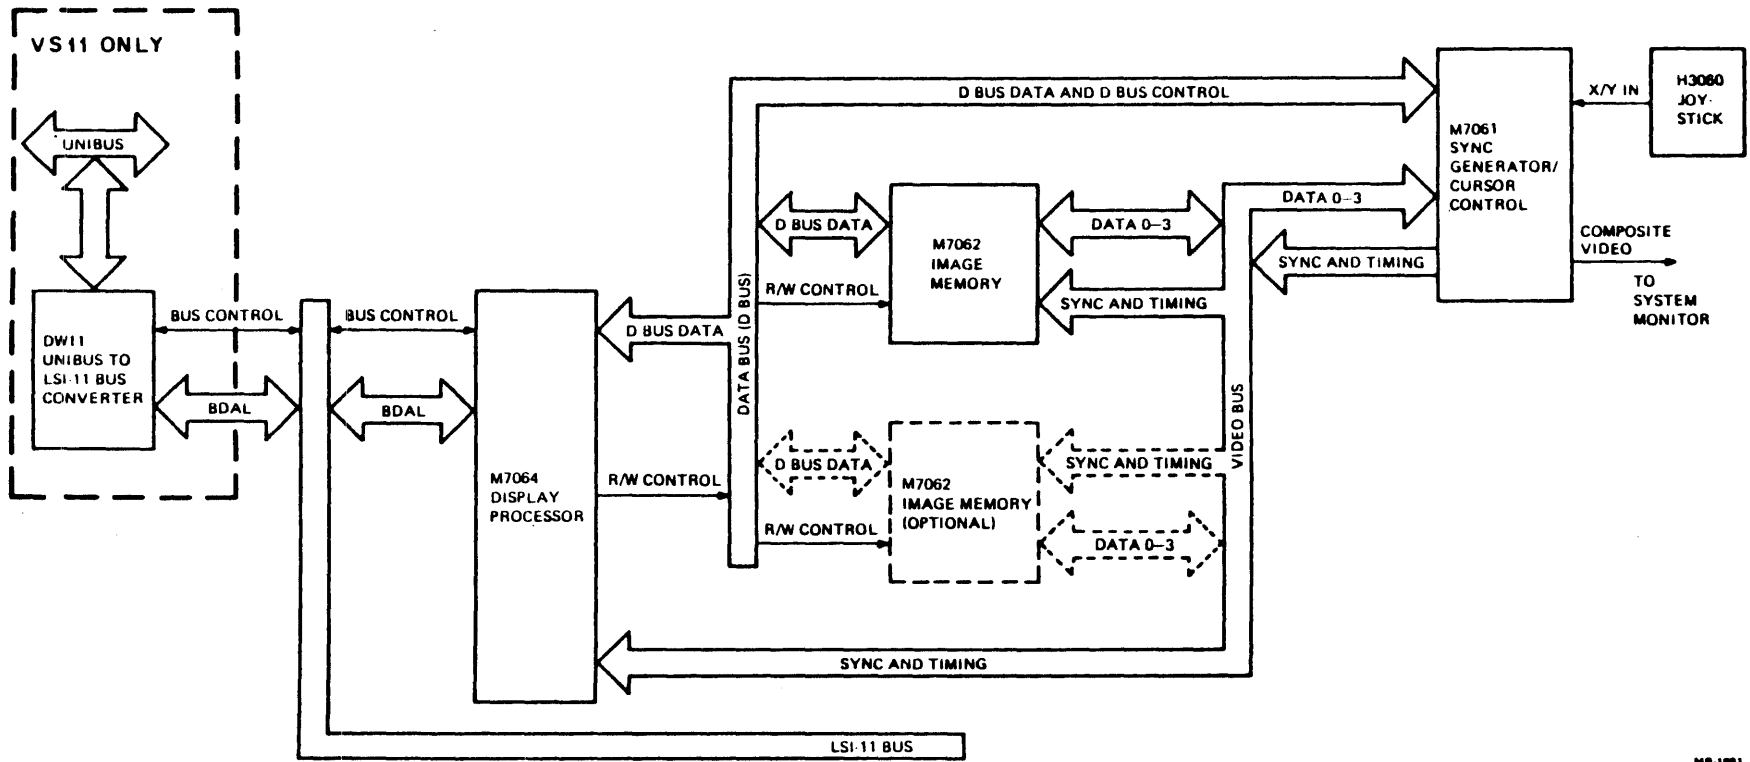 VS11 ONLY
UNIBUS
DW11
UNIBUS TO
LSI-11 BUS
CONVERTER
BUS CONTROL
BDAL
BUS CONTROL
BDAL
M7064
DISPLAY
PROCESSOR
D BUS DATA
R/W CONTROL
DATA BUS (D BUS)
D BUS DATA AND D BUS CONTROL
D BUS DATA
R/W CONTROL
M7062
IMAGE
MEMORY
DATA 0-3
SYNC AND TIMING
D BUS DATA
R/W CONTROL
M7062
IMAGE MEMORY
(OPTIONAL)
SYNC AND TIMING
DATA 0-3
VIDEO BUS
DATA 0-3
SYNC AND TIMING
M7061
SYNC
GENERATOR/
CURSOR
CONTROL
X/Y IN
H3060
JOY-
STICK
COMPOSITE
VIDEO
TO
SYSTEM
MONITOR
SYNC AND TIMING
LSI-11 BUS